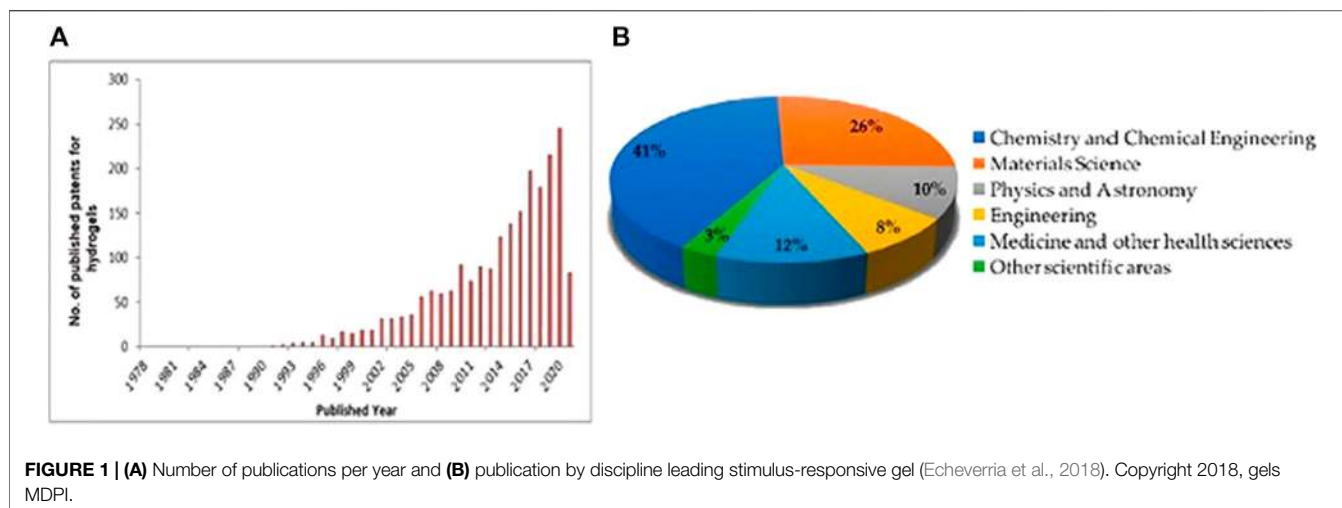 A
B
300
250
200
150
100
50
0
No. of published patents for
hydrogels
1978
1981
1984
1987
1990
1993
1996
1999
2002
2005
2008
2011
2014
2017
2020
Published Year
41%
26%
10%
8%
12%
3%
Chemistry and Chemical Engineering
Materials Science
Physics and Astronomy
Engineering
Medicine and other health sciences
Other scientific areas
FIGURE 1 | (A) Number of publications per year and (B) publication by discipline leading stimulus-responsive gel (Echeverria et al., 2018). Copyright 2018, gels
MDPI.